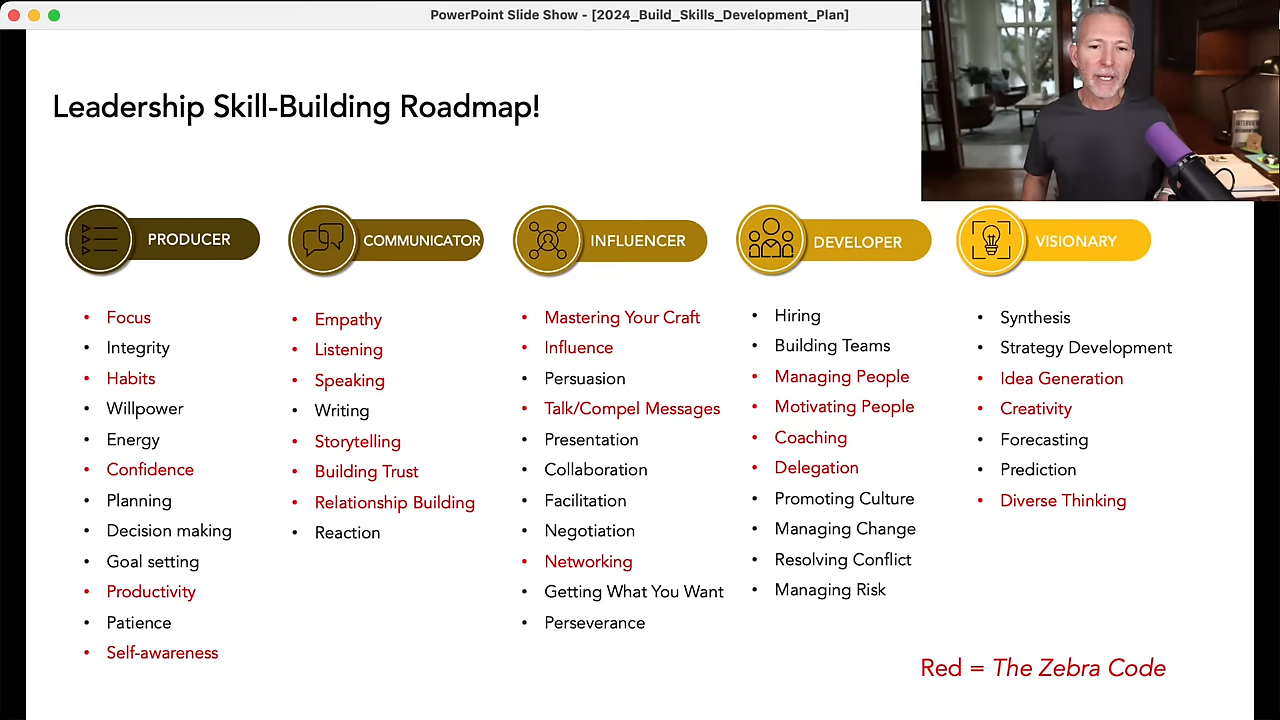 PowerPoint Slide Show - [2024_Build_Skills_Development_Plan]
Leadership Skill-Building Roadmap!
PRODUCER
• Focus
• Integrity
• Habits
• Willpower
• Energy
• Confidence
• Planning
• Decision making
• Goal setting
• Productivity
• Patience
• Self-awareness
COMMUNICATOR
• Empathy
• Listening
• Speaking
• Writing
• Storytelling
• Building Trust
• Relationship Building
• Reaction
INFLUENCER
• Mastering Your Craft
• Influence
• Persuasion
• Talk/Compel Messages
• Presentation
• Collaboration
• Facilitation
• Negotiation
• Networking
• Getting What You Want
• Perseverance
DEVELOPER
• Hiring
• Building Teams
• Managing People
• Motivating People
• Coaching
• Delegation
• Promoting Culture
• Managing Change
• Resolving Conflict
• Managing Risk
VISIONARY
• Synthesis
• Strategy Development
• Idea Generation
• Creativity
• Forecasting
• Prediction
• Diverse Thinking
Red = The Zebra Code